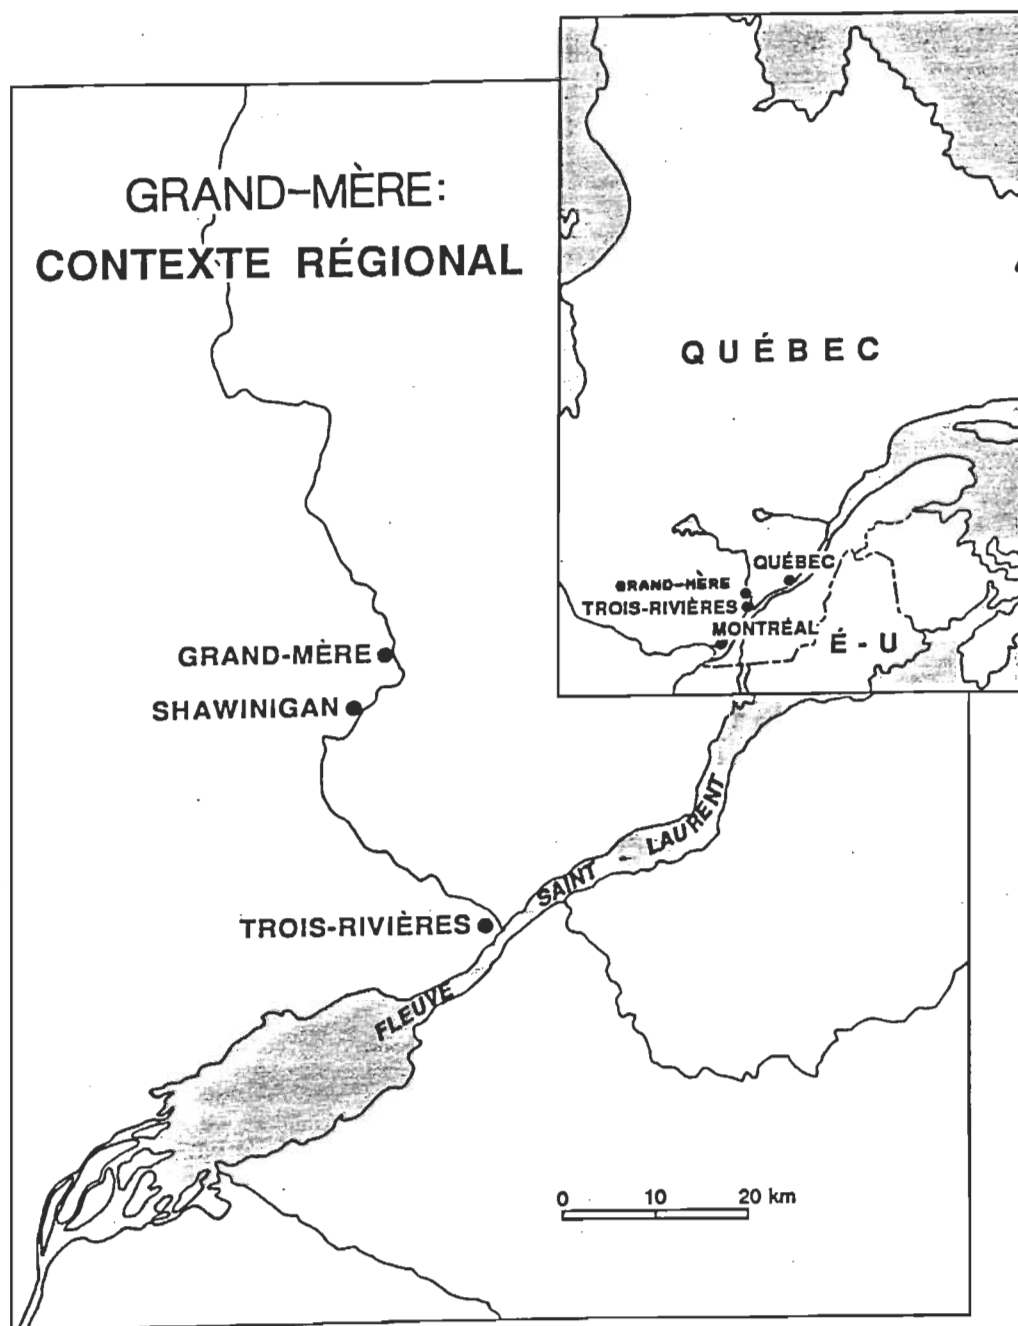 GRAND-MÈRE:
CONTEXTE RÉGIONAL
QUÉBEC
QUÉBEC
GRAND-MÈRE
TROIS-RIVIÈRES
MONTRÉAL
É-U
GRAND-MÈRE
SHAWINIGAN
TROIS-RIVIÈRES
FLEUVE SAINT LAURENT
0 10 20 km